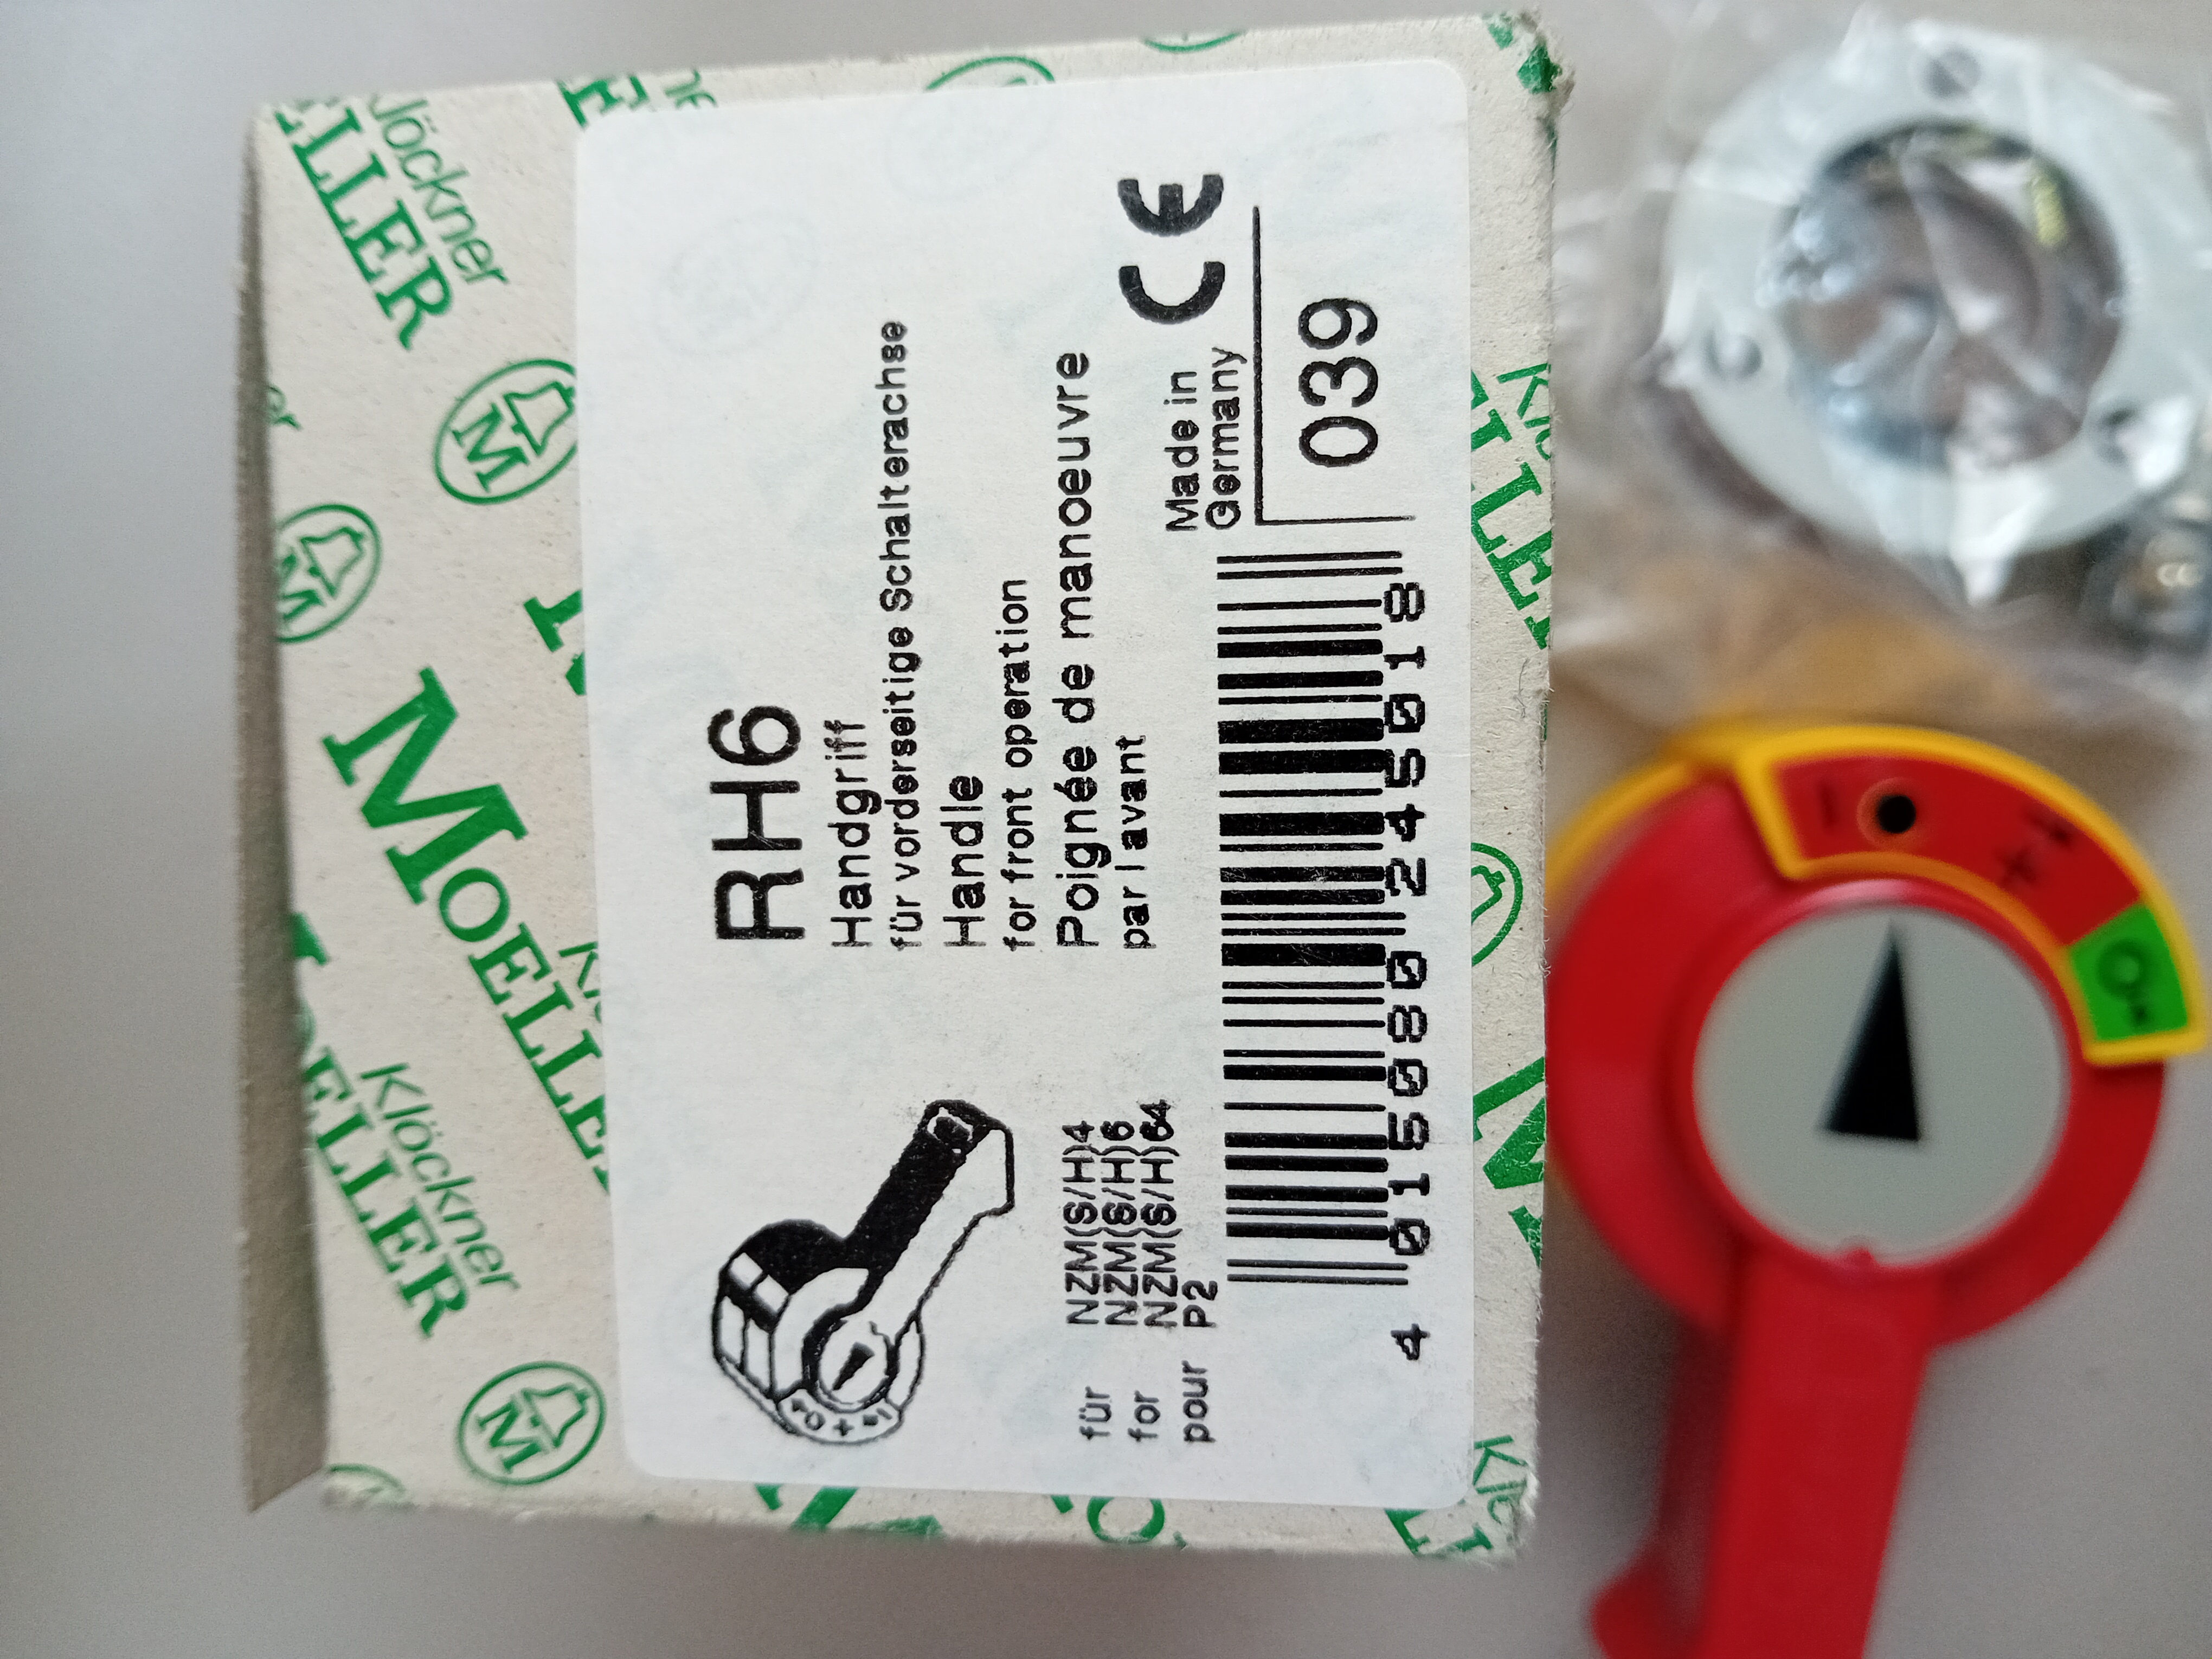 RH6
Handgriff
für vorderseitige Schalterachse
Handle
for front operation
Poignée de manoeuvre
par l avant
für
for
pour
NZM(S/H)4
NZM(S/H)6
NZM(S/H)64
P2
Made in
Germany
CE
039
4 015080 245018
Klöckner
MOELLER
M